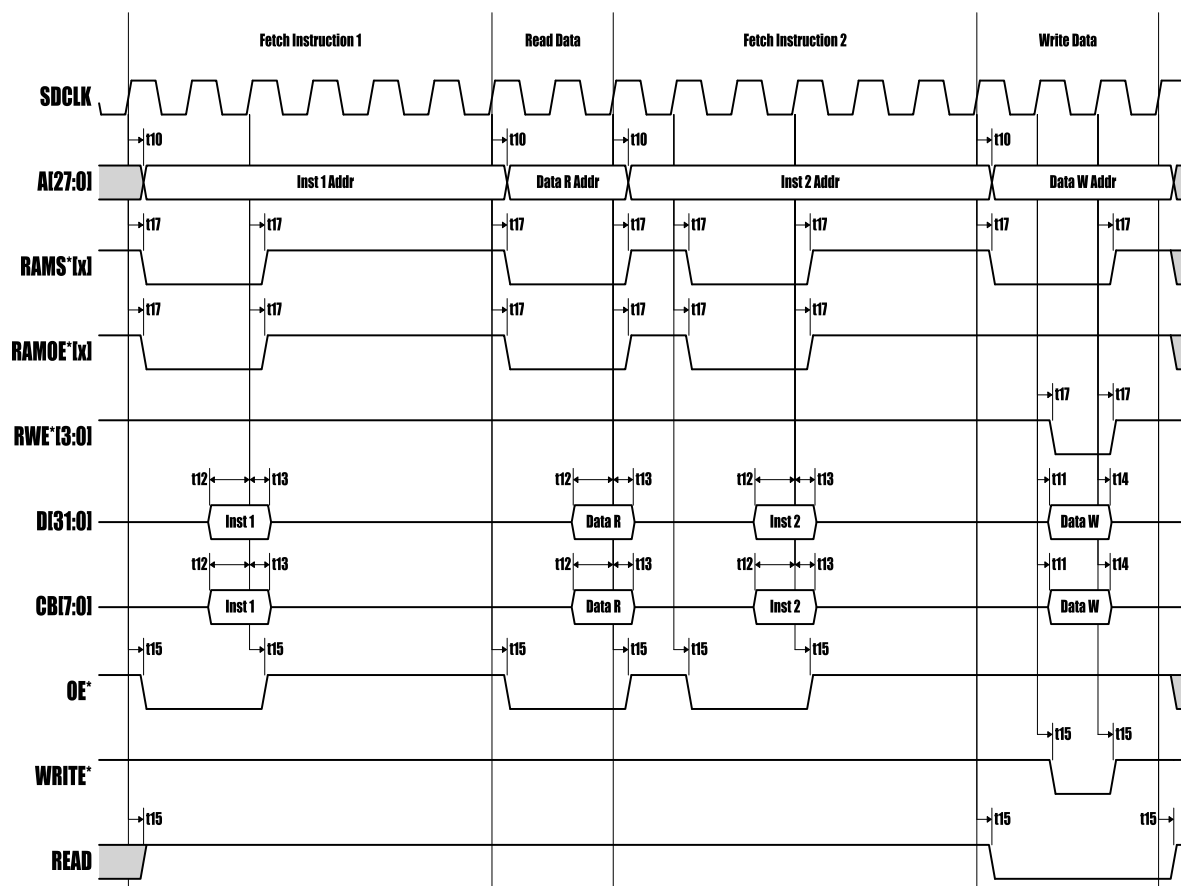 Fetch Instruction 1 Read Data Fetch Instruction 2 Write Data
SDCLK
t10 t10 t10 t10
A[27:0] Inst 1 Addr Data R Addr Inst 2 Addr Data W Addr
t17 t17 t17 t17 t17 t17 t17 t17
RAMS*[x]
t17 t17 t17 t17 t17 t17
RAMOE*[x]
t17 t17
RWE*[3:0]
t12 t13 t12 t13 t12 t13 t11 t14
D[31:0] Inst 1 Data R Inst 2 Data W
t12 t13 t12 t13 t12 t13 t11 t14
CB[7:0] Inst 1 Data R Inst 2 Data W
t15 t15 t15 t15 t15 t15
OE*
t15 t15
WRITE*
t15 t15 t15
READ